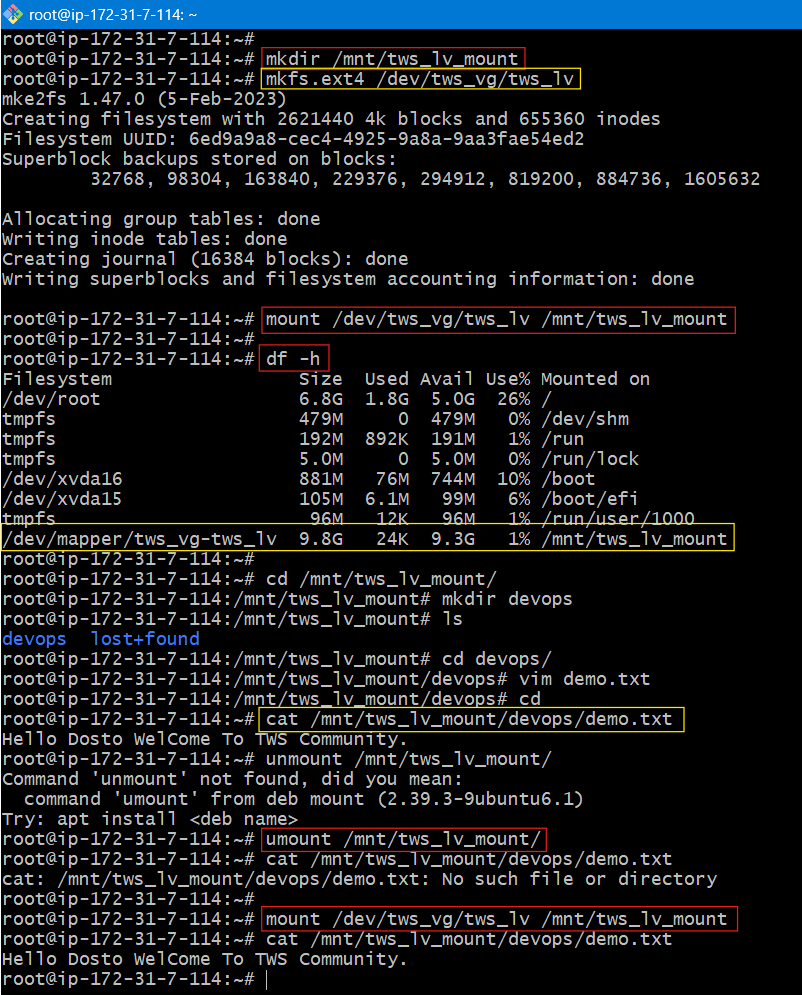 root@ip-172-31-7-114: ~
root@ip-172-31-7-114:~#
root@ip-172-31-7-114:~# mkdir /mnt/tws_lv_mount
root@ip-172-31-7-114:~# mkfs.ext4 /dev/tws_vg/tws_lv
mke2fs 1.47.0 (5-Feb-2023)
Creating filesystem with 2621440 4k blocks and 655360 inodes
Filesystem UUID: 6ed9a9a8-cec4-4925-9a8a-9aa3fae54ed2
Superblock backups stored on blocks:
        32768, 98304, 163840, 229376, 294912, 819200, 884736, 1605632
Allocating group tables: done
Writing inode tables: done
Creating journal (16384 blocks): done
Writing superblocks and filesystem accounting information: done
root@ip-172-31-7-114:~# mount /dev/tws_vg/tws_lv /mnt/tws_lv_mount
root@ip-172-31-7-114:~#
root@ip-172-31-7-114:~# df -h
Filesystem                 Size  Used Avail Use% Mounted on
/dev/root                  6.8G  1.8G  5.0G  26% /
tmpfs                      479M     0  479M   0% /dev/shm
tmpfs                      192M  892K  191M   1% /run
tmpfs                      5.0M     0  5.0M   0% /run/lock
/dev/xvda16                881M   76M  744M  10% /boot
/dev/xvda15                105M  6.1M   99M   6% /boot/efi
tmpfs                       96M   12K   96M   1% /run/user/1000
/dev/mapper/tws_vg-tws_lv  9.8G   24K  9.3G   1% /mnt/tws_lv_mount
root@ip-172-31-7-114:~#
root@ip-172-31-7-114:~# cd /mnt/tws_lv_mount/
root@ip-172-31-7-114:/mnt/tws_lv_mount# mkdir devops
root@ip-172-31-7-114:/mnt/tws_lv_mount# ls
devops  lost+found
root@ip-172-31-7-114:/mnt/tws_lv_mount# cd devops/
root@ip-172-31-7-114:/mnt/tws_lv_mount/devops# vim demo.txt
root@ip-172-31-7-114:/mnt/tws_lv_mount/devops# cd
root@ip-172-31-7-114:~# cat /mnt/tws_lv_mount/devops/demo.txt
Hello Dosto WelCome To TWS Community.
root@ip-172-31-7-114:~# unmount /mnt/tws_lv_mount/
Command 'unmount' not found, did you mean:
  command 'umount' from deb mount (2.39.3-9ubuntu6.1)
Try: apt install <deb name>
root@ip-172-31-7-114:~# umount /mnt/tws_lv_mount/
root@ip-172-31-7-114:~# cat /mnt/tws_lv_mount/devops/demo.txt
cat: /mnt/tws_lv_mount/devops/demo.txt: No such file or directory
root@ip-172-31-7-114:~#
root@ip-172-31-7-114:~# mount /dev/tws_vg/tws_lv /mnt/tws_lv_mount
root@ip-172-31-7-114:~# cat /mnt/tws_lv_mount/devops/demo.txt
Hello Dosto WelCome To TWS Community.
root@ip-172-31-7-114:~#